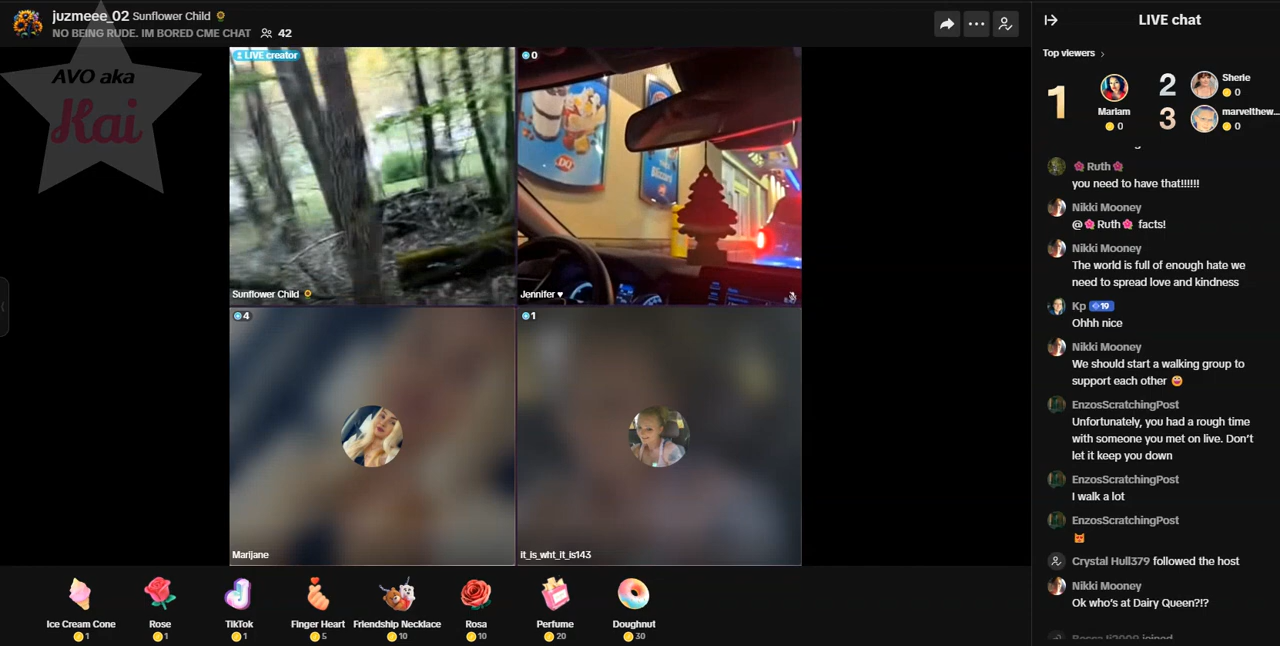 juzmeee_02 Sunflower Child
NO BEING RUDE. IM BORED CME CHAT 42
AVO aka
Kai
LIVE creator
0
DQ
Sunflower Child
Jennifer ♥
4
1
Marijane
it_is_wht_it_is143
Ice Cream Cone
1
Rose
1
TikTok
1
Finger Heart
5
Friendship Necklace
10
Rosa
10
Perfume
20
Doughnut
30
LIVE chat
Top viewers >
1
Mariam
0
2
Sherie
0
3
marvelthew...
0
Ruth
you need to have that!!!!!!
Nikki Mooney
@🌺Ruth🌺 facts!
Nikki Mooney
The world is full of enough hate we
need to spread love and kindness
Kp 19
Ohhh nice
Nikki Mooney
We should start a walking group to
support each other
EnzosScratchingPost
Unfortunately, you had a rough time
with someone you met on live. Don't
let it keep you down
EnzosScratchingPost
I walk a lot
EnzosScratchingPost
Crystal Hull379 followed the host
Nikki Mooney
Ok who's at Dairy Queen?!?
joined